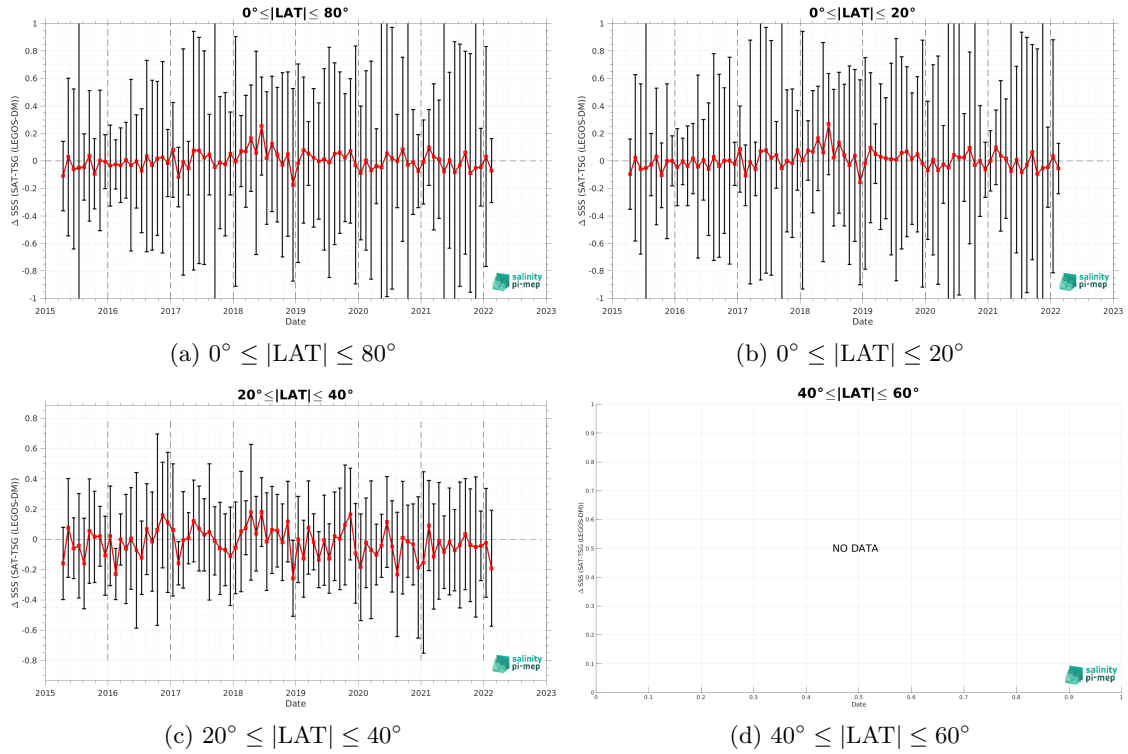 0°≤|LAT|≤ 80°
Δ SSS (SAT-TSG (LEGOS-DM))
1
0.8
0.6
0.4
0.2
0
-0.2
-0.4
-0.6
-0.8
-1
2015 2016 2017 2018 2019 2020 2021 2022 2023
Date
salinity
pi-mep
(a) 0° ≤ |LAT| ≤ 80°
0°≤|LAT|≤ 20°
Δ SSS (SAT-TSG (LEGOS-DM))
1
0.8
0.6
0.4
0.2
0
-0.2
-0.4
-0.6
-0.8
-1
2015 2016 2017 2018 2019 2020 2021 2022 2023
Date
salinity
pi-mep
(b) 0° ≤ |LAT| ≤ 20°
20°≤|LAT|≤ 40°
Δ SSS (SAT-TSG (LEGOS-DM))
0.8
0.6
0.4
0.2
0
-0.2
-0.4
-0.6
-0.8
2015 2016 2017 2018 2019 2020 2021 2022 2023
Date
salinity
pi-mep
(c) 20° ≤ |LAT| ≤ 40°
40°≤|LAT|≤ 60°
Δ SSS (SAT-TSG (LEGOS-DM))
1
0.9
0.8
0.7
0.6
0.5
0.4
0.3
0.2
0.1
0
NO DATA
0 0.1 0.2 0.3 0.4 0.5 0.6 0.7 0.8 0.9 1
Date
salinity
pi-mep
(d) 40° ≤ |LAT| ≤ 60°